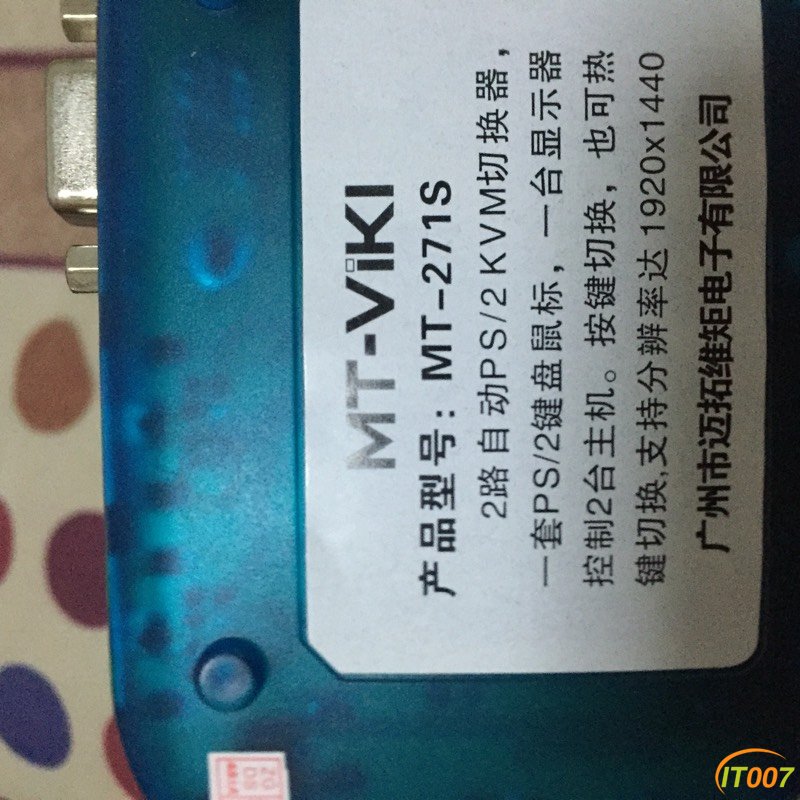 MT-ViKI
产品型号：MT-271S
2路自动PS/2 KVM切换器，
一套PS/2键盘鼠标，一台显示器
控制2台主机。按键切换，也可热
键切换,支持分辨率达1920x1440
广州市迈拓维矩电子有限公司
IT007